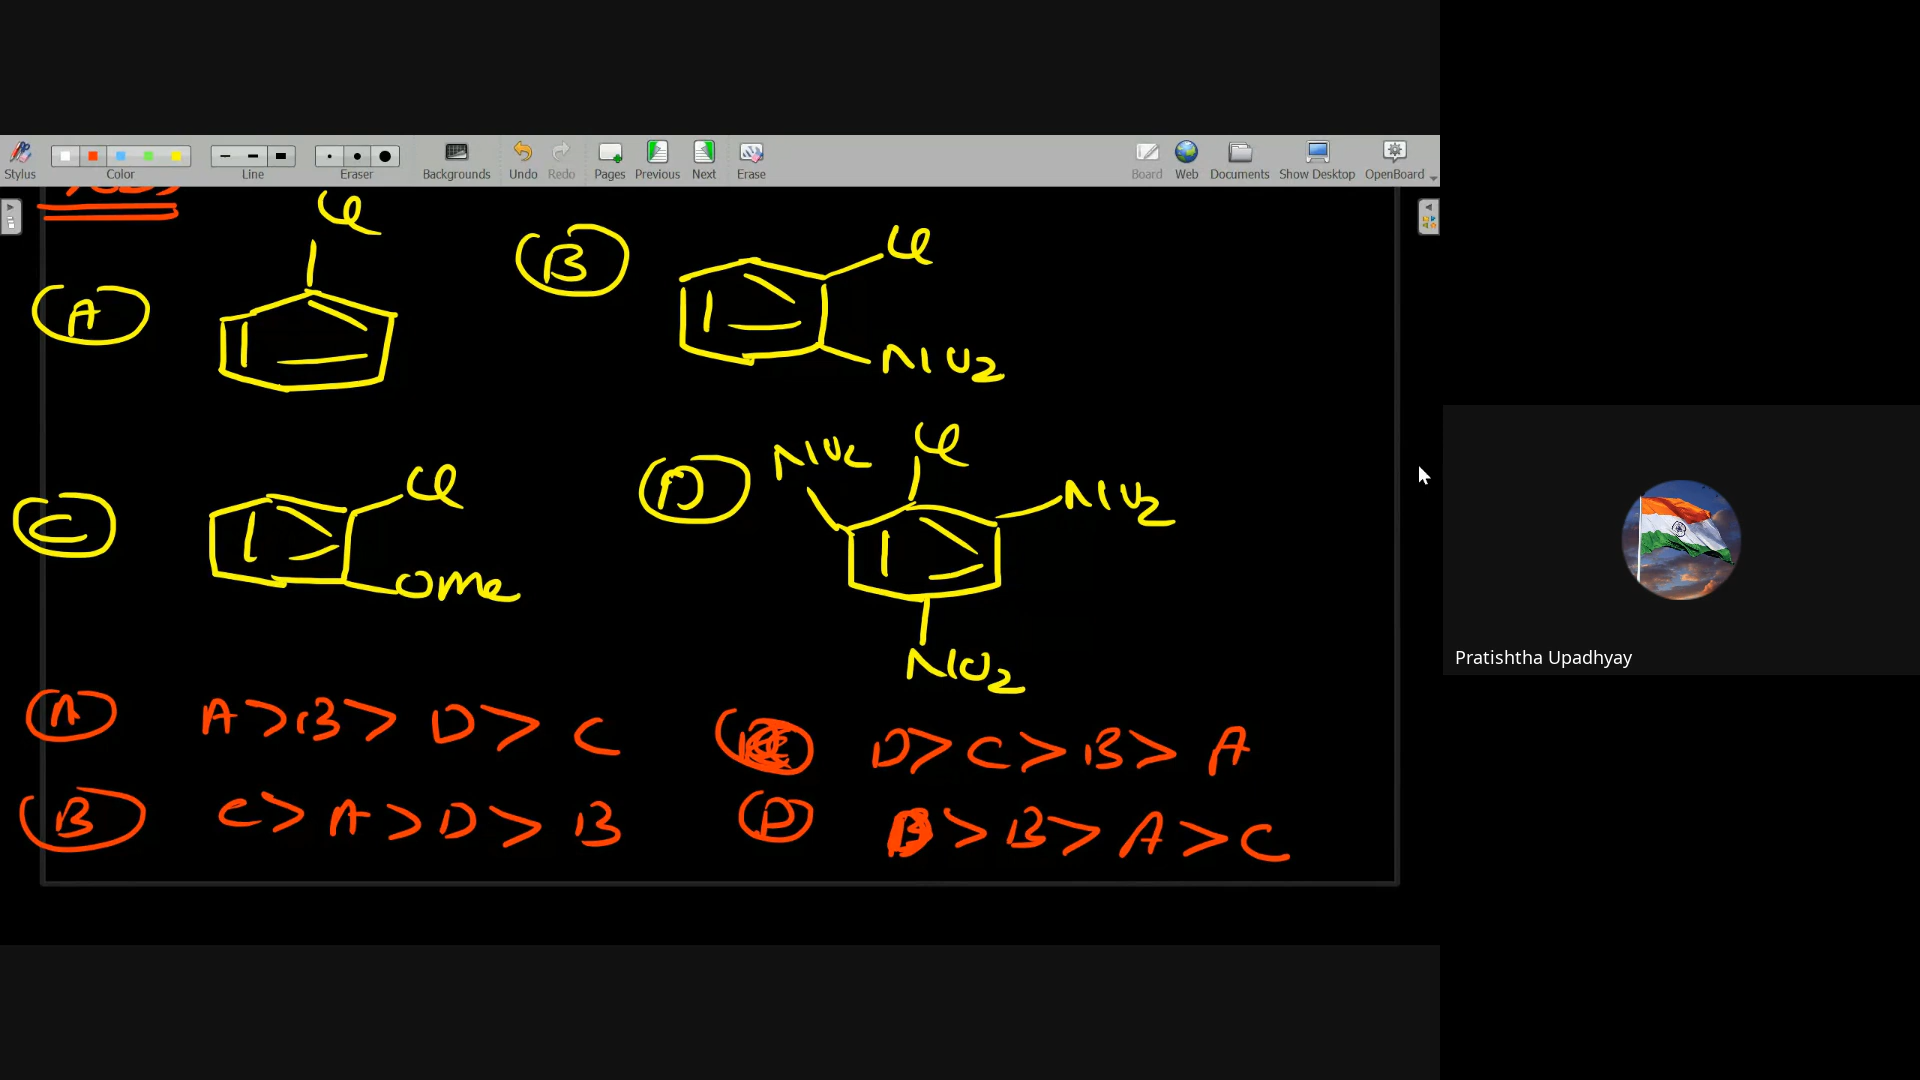 Stylus Color Line Eraser Backgrounds Undo Redo Pages Previous Next Erase Board Web Documents Show Desktop OpenBoard
Cl
A
B
Cl
NO2
C
Cl
OMe
D
NO2
Cl
NO2
NO2
A A > B > D > C
D > C > B > A
B C > A > D > B
D > B > A > C
Pratishtha Upadhyay